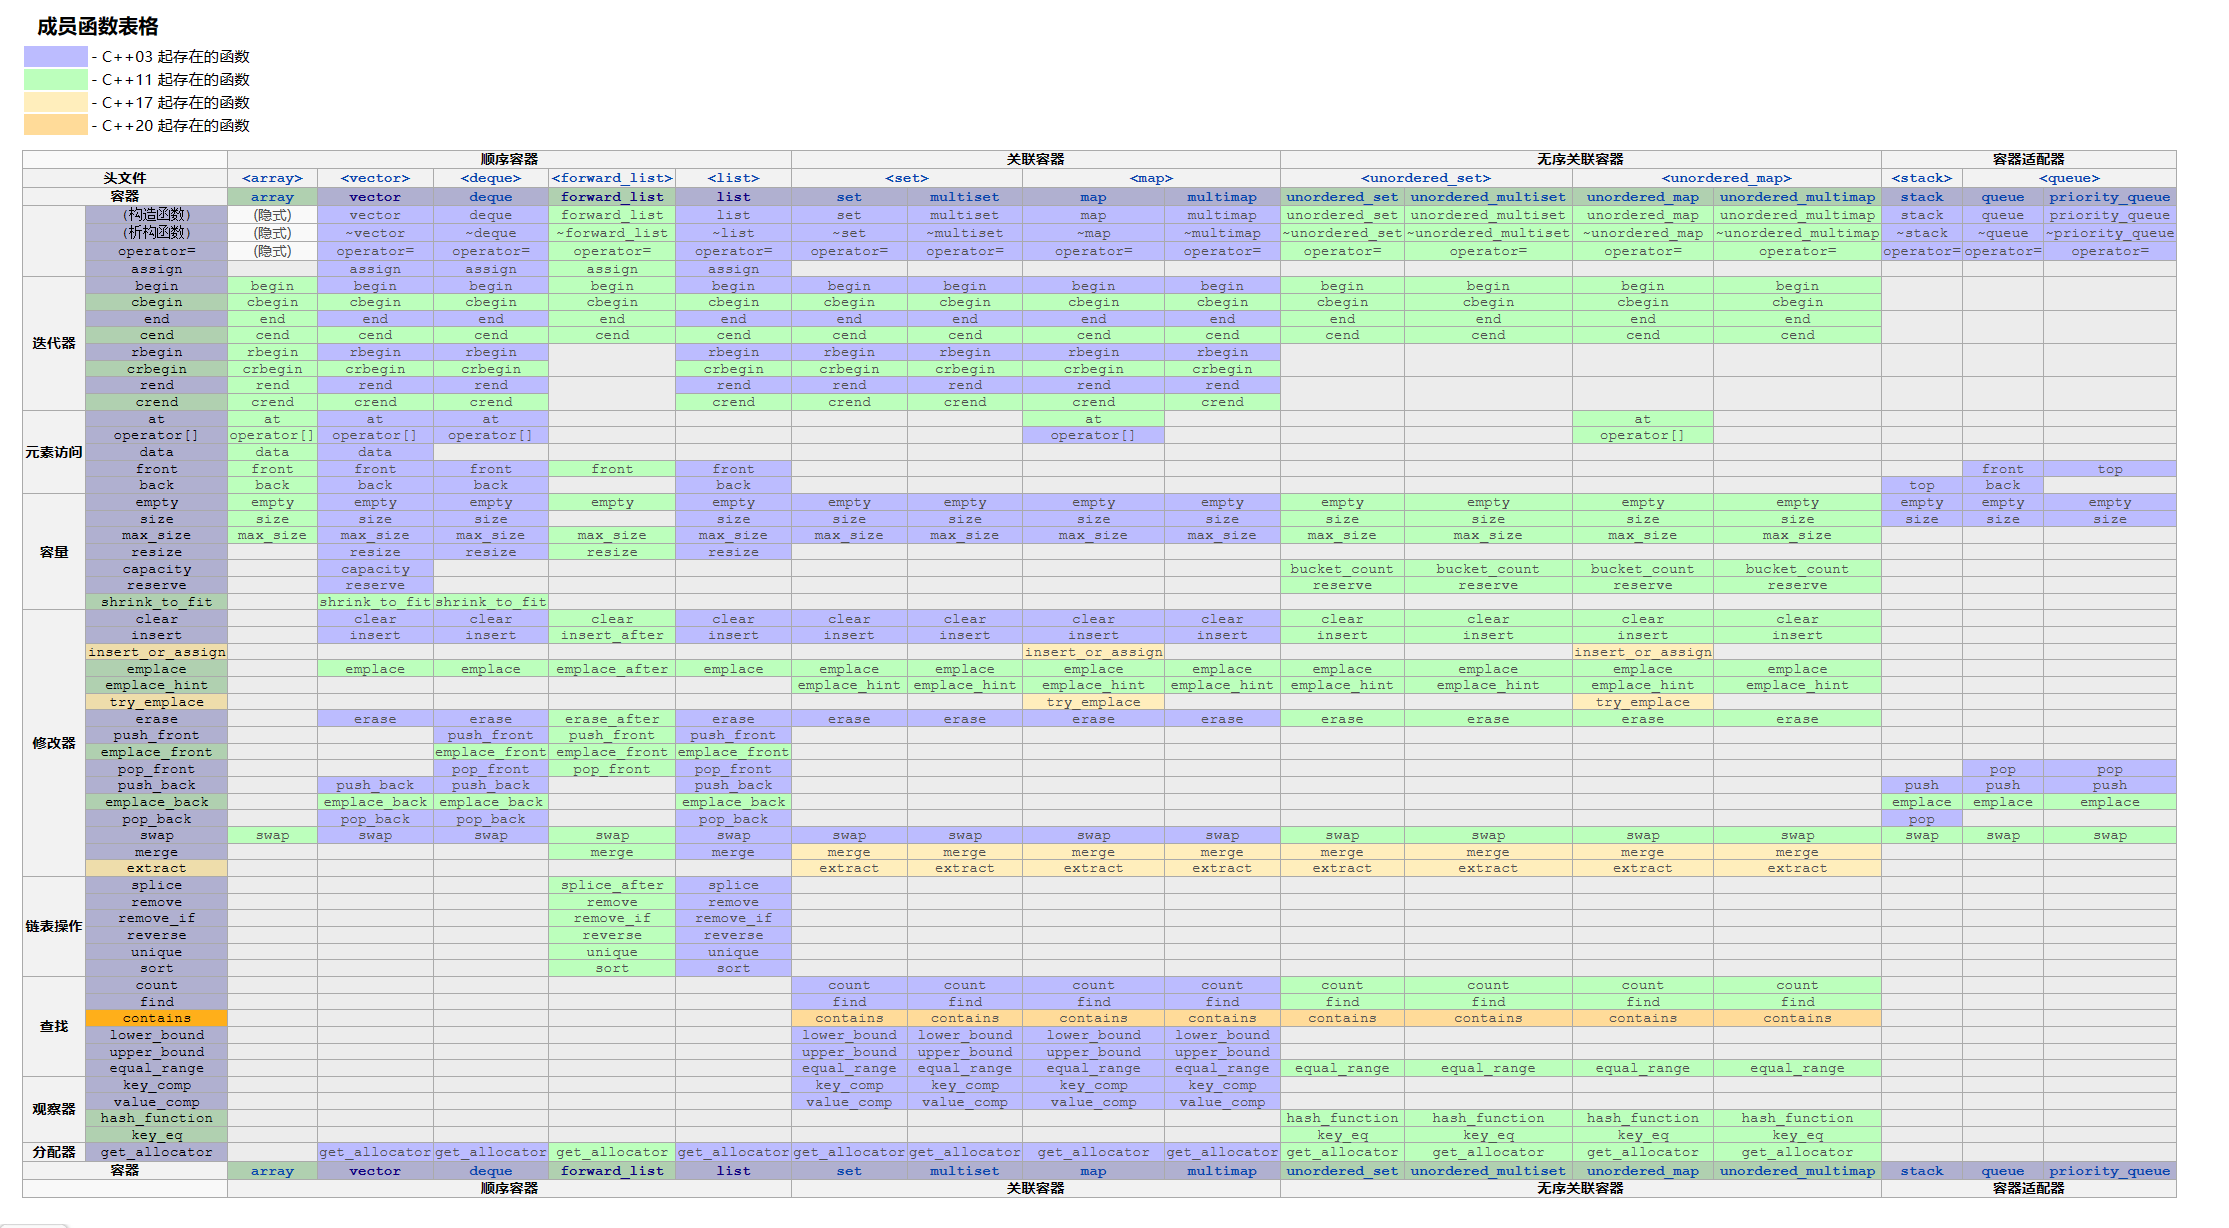 成员函数表格
- C++03 起存在的函数
- C++11 起存在的函数
- C++17 起存在的函数
- C++20 起存在的函数
顺序容器 关联容器 无序关联容器 容器适配器
头文件 <array> <vector> <deque> <forward_list> <list> <set> <map> <unordered_set> <unordered_map> <stack> <queue>
容器 array vector deque forward_list list set multiset map multimap unordered_set unordered_multiset unordered_map unordered_multimap stack queue priority_queue
(构造函数) (隐式) vector deque forward_list list set multiset map multimap unordered_set unordered_multiset unordered_map unordered_multimap stack queue priority_queue
(析构函数) (隐式) ~vector ~deque ~forward_list ~list ~set ~multiset ~map ~multimap ~unordered_set ~unordered_multiset ~unordered_map ~unordered_multimap ~stack ~queue ~priority_queue
operator= (隐式) operator= operator= operator= operator= operator= operator= operator= operator= operator= operator= operator= operator= operator= operator= operator=
assign assign assign assign assign
迭代器
begin begin begin begin begin begin begin begin begin begin begin begin begin begin
cbegin cbegin cbegin cbegin cbegin cbegin cbegin cbegin cbegin cbegin cbegin cbegin cbegin cbegin
end end end end end end end end end end end end end end
cend cend cend cend cend cend cend cend cend cend cend cend cend cend
rbegin rbegin rbegin rbegin rbegin rbegin rbegin rbegin rbegin
crbegin crbegin crbegin crbegin crbegin crbegin crbegin crbegin crbegin
rend rend rend rend rend rend rend rend rend
crend crend crend crend crend crend crend crend crend
元素访问
at at at at at at
operator[] operator[] operator[] operator[] operator[] operator[]
data data data
front front front front front front front top
back back back back back top back
容量
empty empty empty empty empty empty empty empty empty empty empty empty empty empty empty empty empty
size size size size size size size size size size size size size size size size
max_size max_size max_size max_size max_size max_size max_size max_size max_size max_size max_size max_size max_size max_size
resize resize resize resize resize
capacity capacity bucket_count bucket_count bucket_count bucket_count
reserve reserve reserve reserve reserve reserve
shrink_to_fit shrink_to_fit shrink_to_fit
修改器
clear clear clear clear clear clear clear clear clear clear clear clear clear
insert insert insert insert_after insert insert insert insert insert insert insert insert insert
insert_or_assign insert_or_assign insert_or_assign
emplace emplace emplace emplace_after emplace emplace emplace emplace emplace emplace emplace emplace emplace
emplace_hint emplace_hint emplace_hint emplace_hint emplace_hint emplace_hint emplace_hint emplace_hint emplace_hint
try_emplace try_emplace try_emplace
erase erase erase erase_after erase erase erase erase erase erase erase erase erase
push_front push_front push_front push_front
emplace_front emplace_front emplace_front emplace_front
pop_front pop_front pop_front pop_front pop pop
push_back push_back push_back push_back push push push
emplace_back emplace_back emplace_back emplace_back emplace emplace emplace
pop_back pop_back pop_back pop_back pop
swap swap swap swap swap swap swap swap swap swap swap swap swap swap swap swap swap
merge merge merge merge merge merge merge merge merge merge merge
extract extract extract extract extract extract extract extract extract
链表操作
splice splice_after splice
remove remove remove
remove_if remove_if remove_if
reverse reverse reverse
unique unique unique
sort sort sort
查找
count count count count count count count count count
find find find find find find find find find
contains contains contains contains contains contains contains contains contains
lower_bound lower_bound lower_bound lower_bound lower_bound
upper_bound upper_bound upper_bound upper_bound upper_bound
equal_range equal_range equal_range equal_range equal_range equal_range equal_range equal_range equal_range
观察器
key_comp key_comp key_comp key_comp key_comp
value_comp value_comp value_comp value_comp value_comp
hash_function hash_function hash_function hash_function hash_function
key_eq key_eq key_eq key_eq key_eq
分配器 get_allocator get_allocator get_allocator get_allocator get_allocator get_allocator get_allocator get_allocator get_allocator get_allocator get_allocator get_allocator get_allocator
容器 array vector deque forward_list list set multiset map multimap unordered_set unordered_multiset unordered_map unordered_multimap stack queue priority_queue
顺序容器 关联容器 无序关联容器 容器适配器